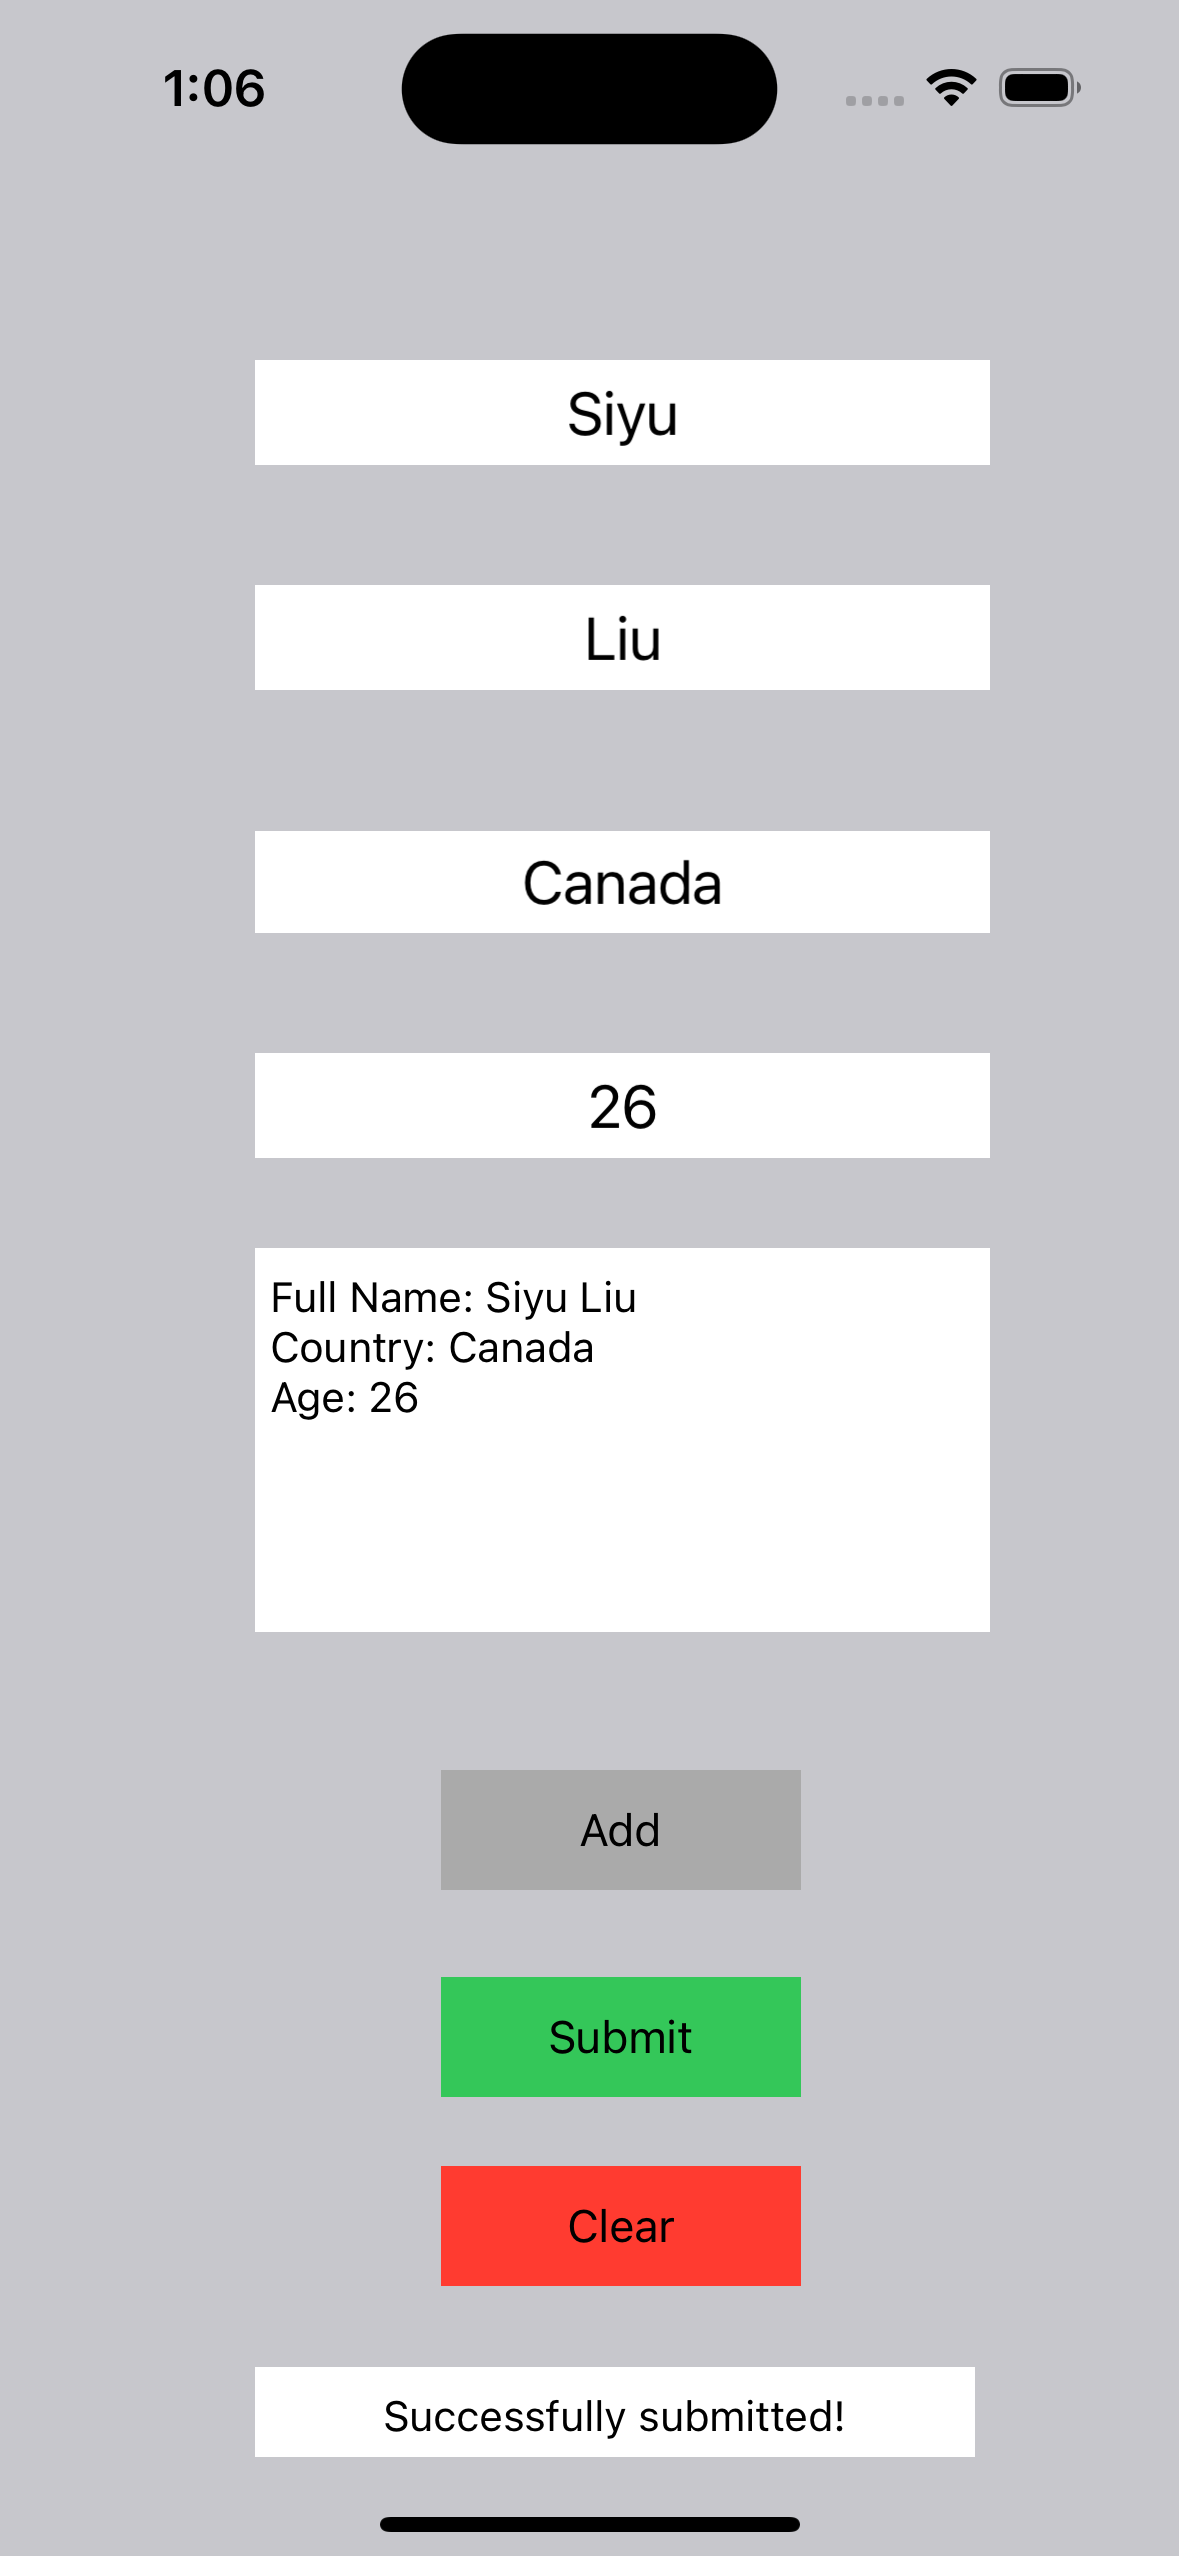 1:06
Siyu
Liu
Canada
26
Full Name: Siyu Liu
Country: Canada
Age: 26
Add
Submit
Clear
Successfully submitted!